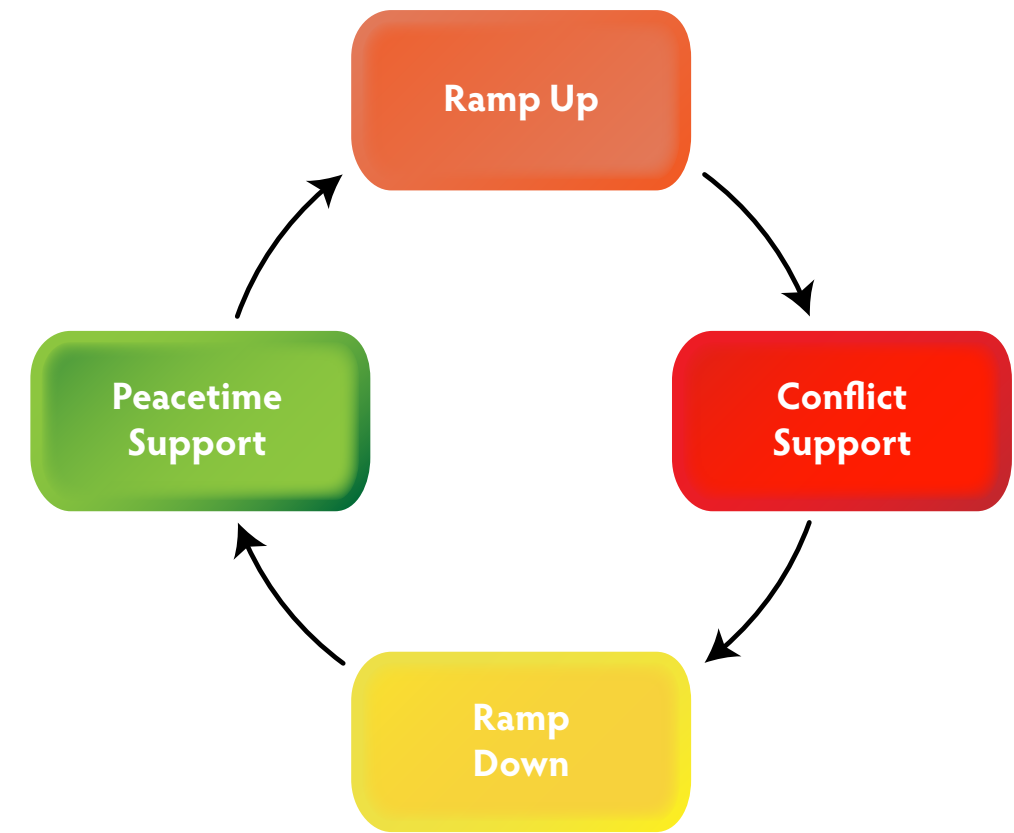 Ramp Up
Peacetime
Support
Conflict
Support
Ramp
Down